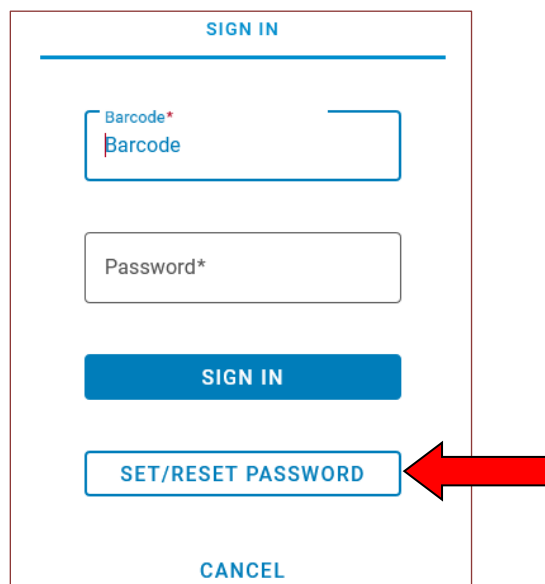 SIGN IN
Barcode*
Barcode
Password*
SIGN IN
SET/RESET PASSWORD
CANCEL